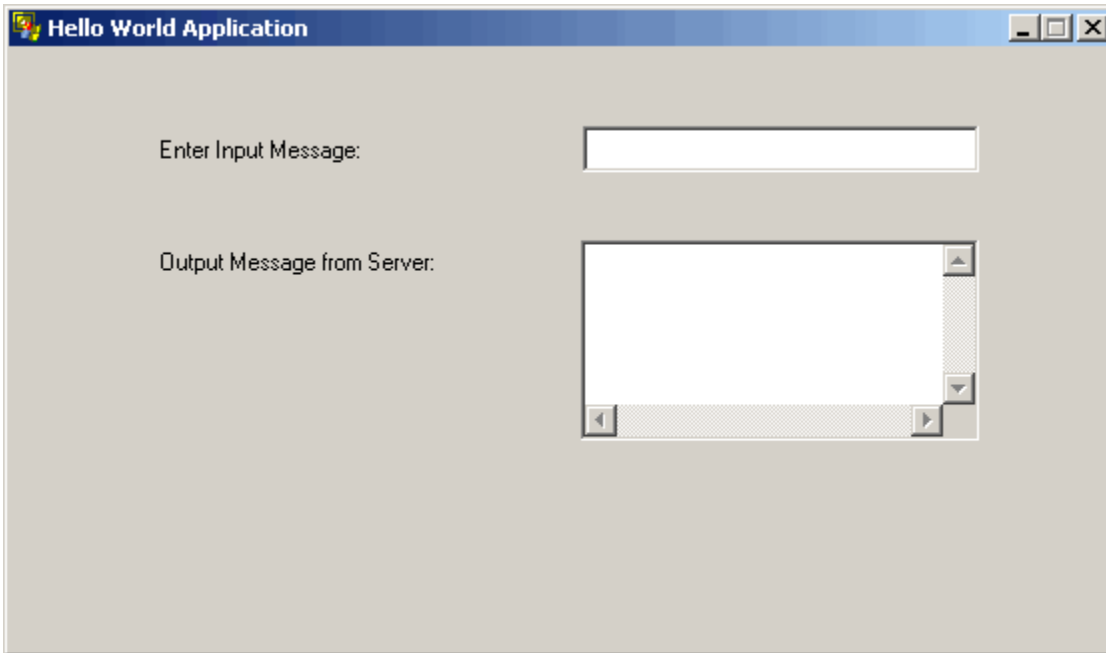 Hello World Application
Enter Input Message:
Output Message from Server: